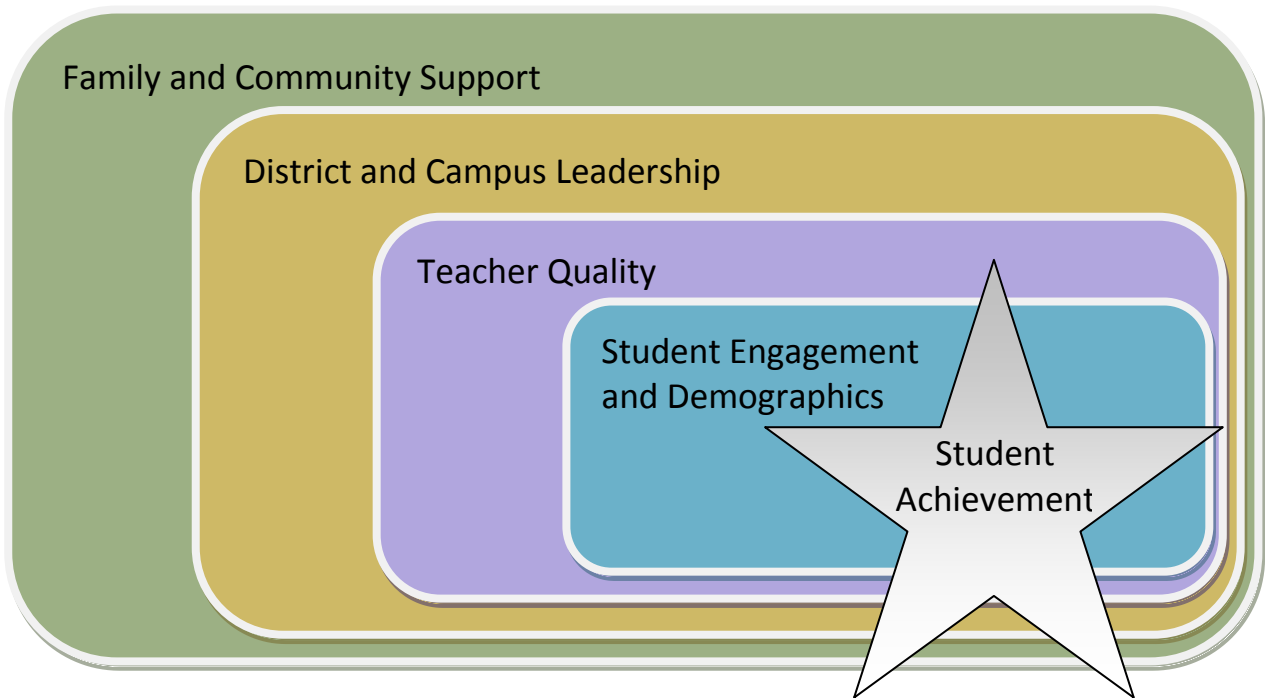 Family and Community Support
District and Campus Leadership
Teacher Quality
Student Engagement
and Demographics
Student
Achievement